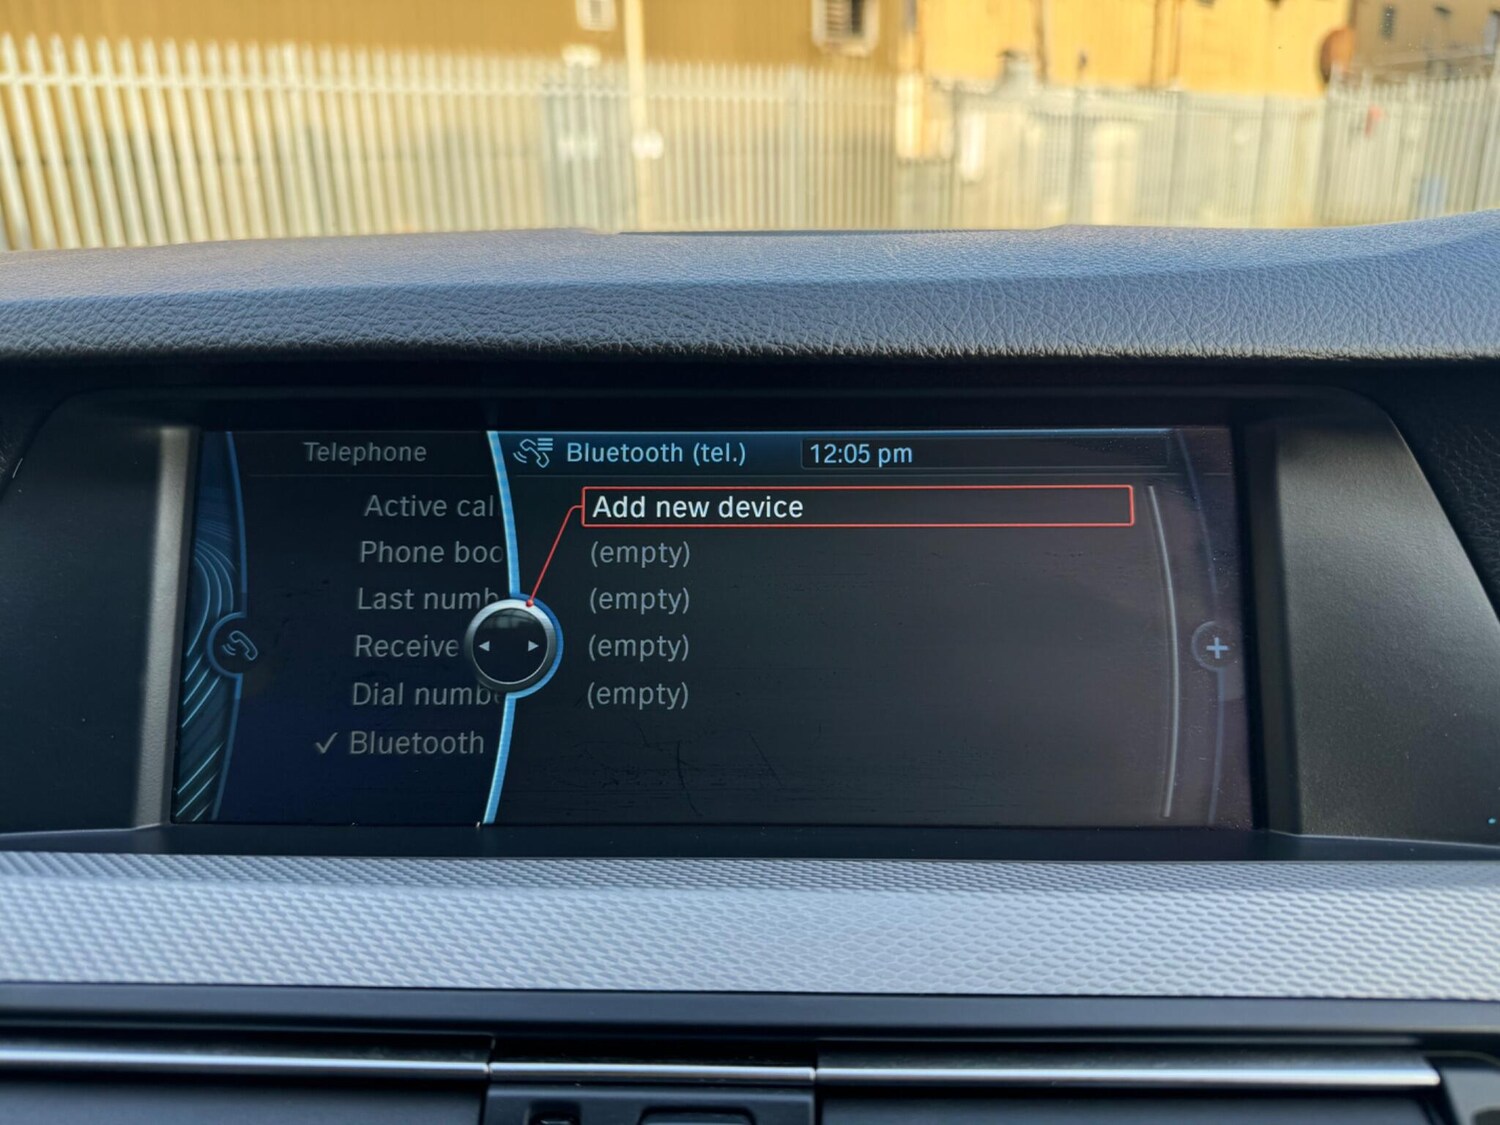 Telephone
Bluetooth (tel.)
12:05 pm
Active cal
Phone boo
Last numb
Receive
Dial numb
✓ Bluetooth
Add new device
(empty)
(empty)
(empty)
(empty)